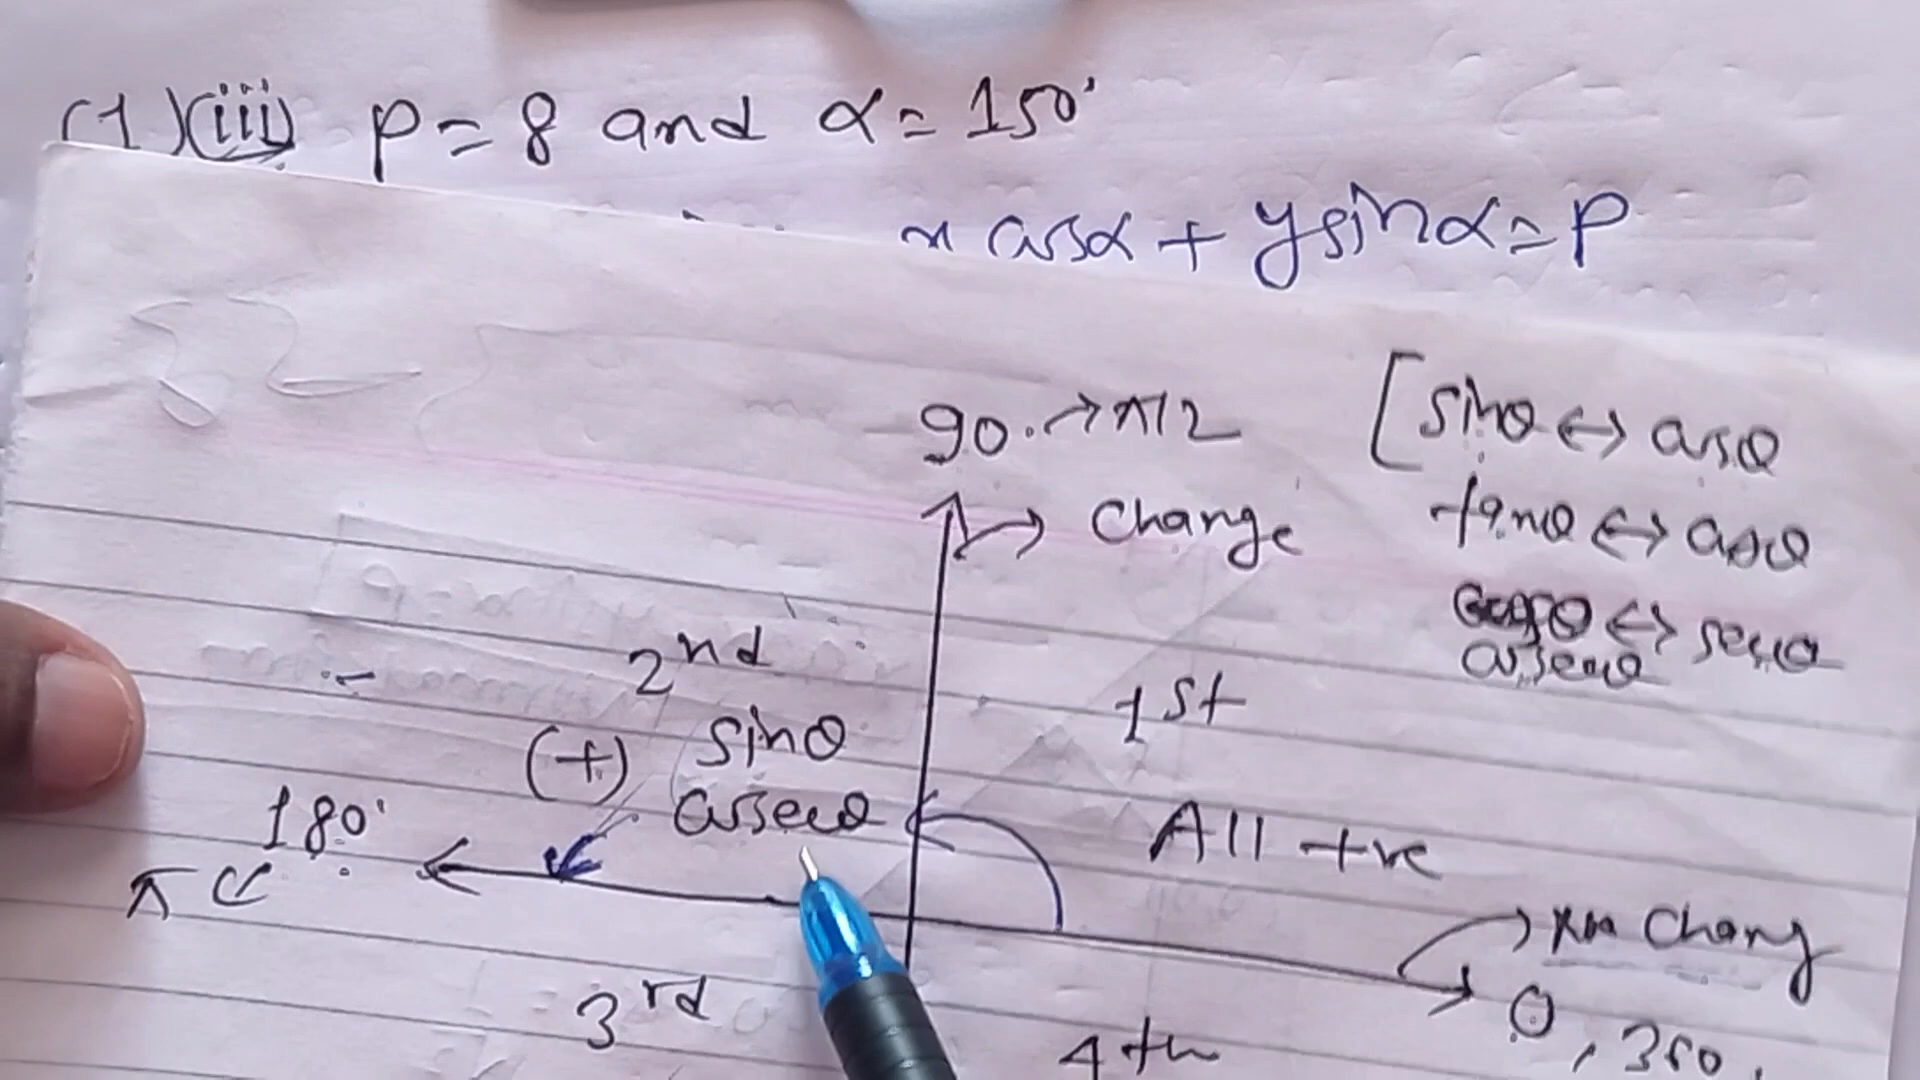 (1)(iii) p = 8 and α = 150°
x cosα + y sinα = p
90° → π/2
[sinθ ↔ cosθ
Change
tanθ ↔ cotθ
↔ secθ
cosecθ
2nd
1st
(+) sinθ
cosecθ
180°
π
All +ve
Chang
3rd
4th
0, 360°